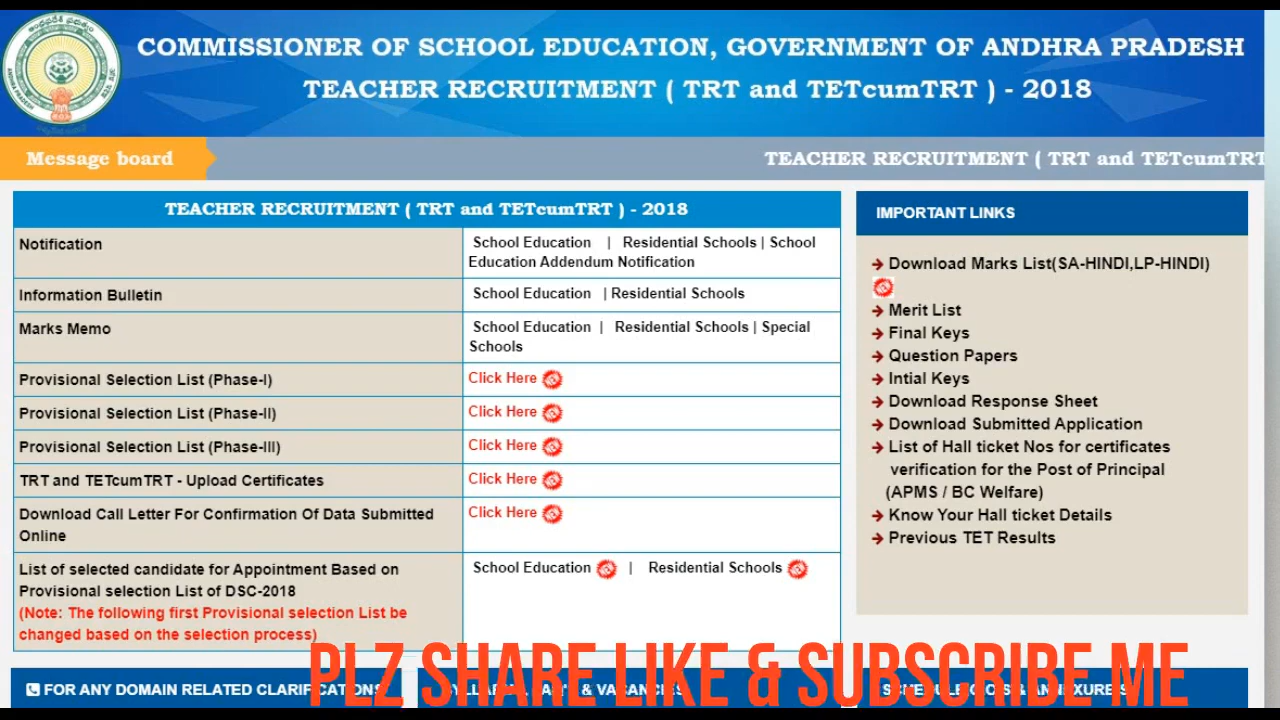 COMMISSIONER OF SCHOOL EDUCATION, GOVERNMENT OF ANDHRA PRADESH
TEACHER RECRUITMENT ( TRT and TETcumTRT ) - 2018
Message board
TEACHER RECRUITMENT ( TRT and TETcumTRT
TEACHER RECRUITMENT ( TRT and TETcumTRT ) - 2018
Notification
School Education | Residential Schools | School
Education Addendum Notification
Information Bulletin
School Education | Residential Schools
Marks Memo
School Education | Residential Schools | Special
Schools
Provisional Selection List (Phase-I)
Click Here
Provisional Selection List (Phase-II)
Click Here
Provisional Selection List (Phase-III)
Click Here
TRT and TETcumTRT - Upload Certificates
Click Here
Download Call Letter For Confirmation Of Data Submitted
Online
Click Here
List of selected candidate for Appointment Based on
Provisional selection List of DSC-2018
(Note: The following first Provisional selection List be
changed based on the selection process)
School Education | Residential Schools
IMPORTANT LINKS
Download Marks List(SA-HINDI,LP-HINDI)
Merit List
Final Keys
Question Papers
Intial Keys
Download Response Sheet
Download Submitted Application
List of Hall ticket Nos for certificates
verification for the Post of Principal
(APMS / BC Welfare)
Know Your Hall ticket Details
Previous TET Results
PLZ SHARE LIKE & SUBSCRIBE ME
FOR ANY DOMAIN RELATED CLARIFICATIONS
& VACANCIES